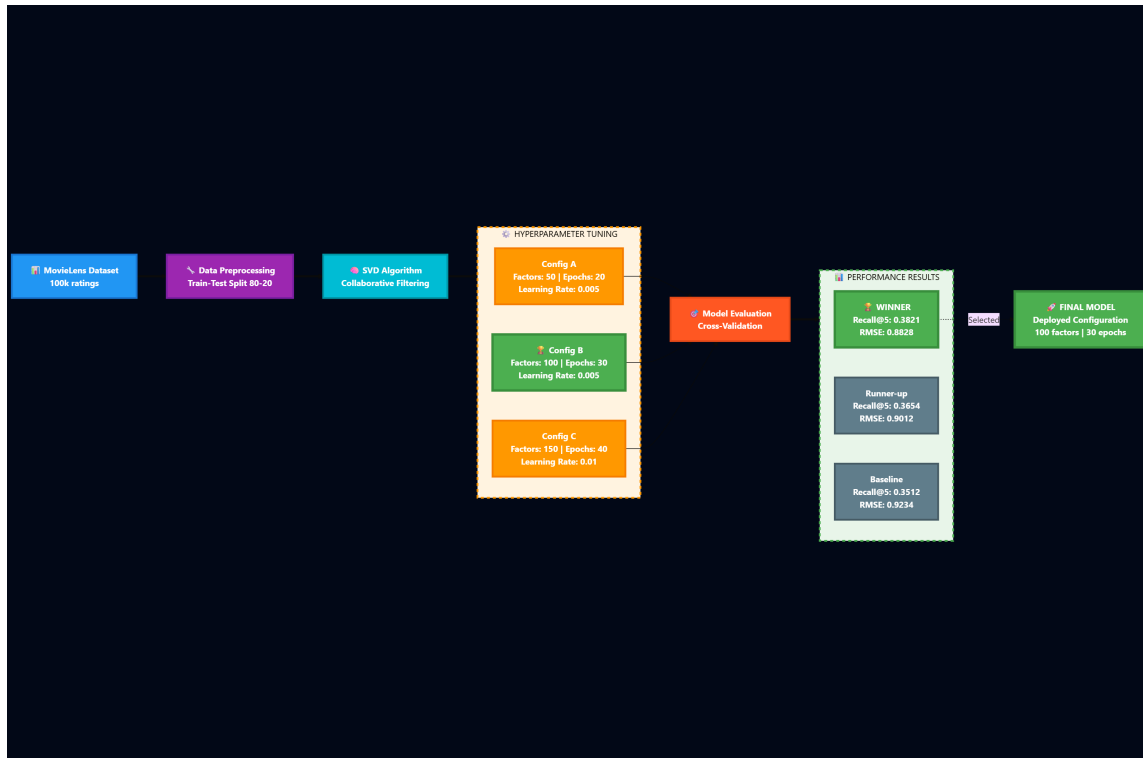 📊 MovieLens Dataset
100k ratings
🔧 Data Preprocessing
Train-Test Split 80-20
🧠 SVD Algorithm
Collaborative Filtering
⚙️ HYPERPARAMETER TUNING
Config A
Factors: 50 | Epochs: 20
Learning Rate: 0.005
🏆 Config B
Factors: 100 | Epochs: 30
Learning Rate: 0.005
Config C
Factors: 150 | Epochs: 40
Learning Rate: 0.01
🎯 Model Evaluation
Cross-Validation
📊 PERFORMANCE RESULTS
🏆 WINNER
Recall@5: 0.3821
RMSE: 0.8828
Runner-up
Recall@5: 0.3654
RMSE: 0.9012
Baseline
Recall@5: 0.3512
RMSE: 0.9234
Selected
🚀 FINAL MODEL
Deployed Configuration
100 factors | 30 epochs